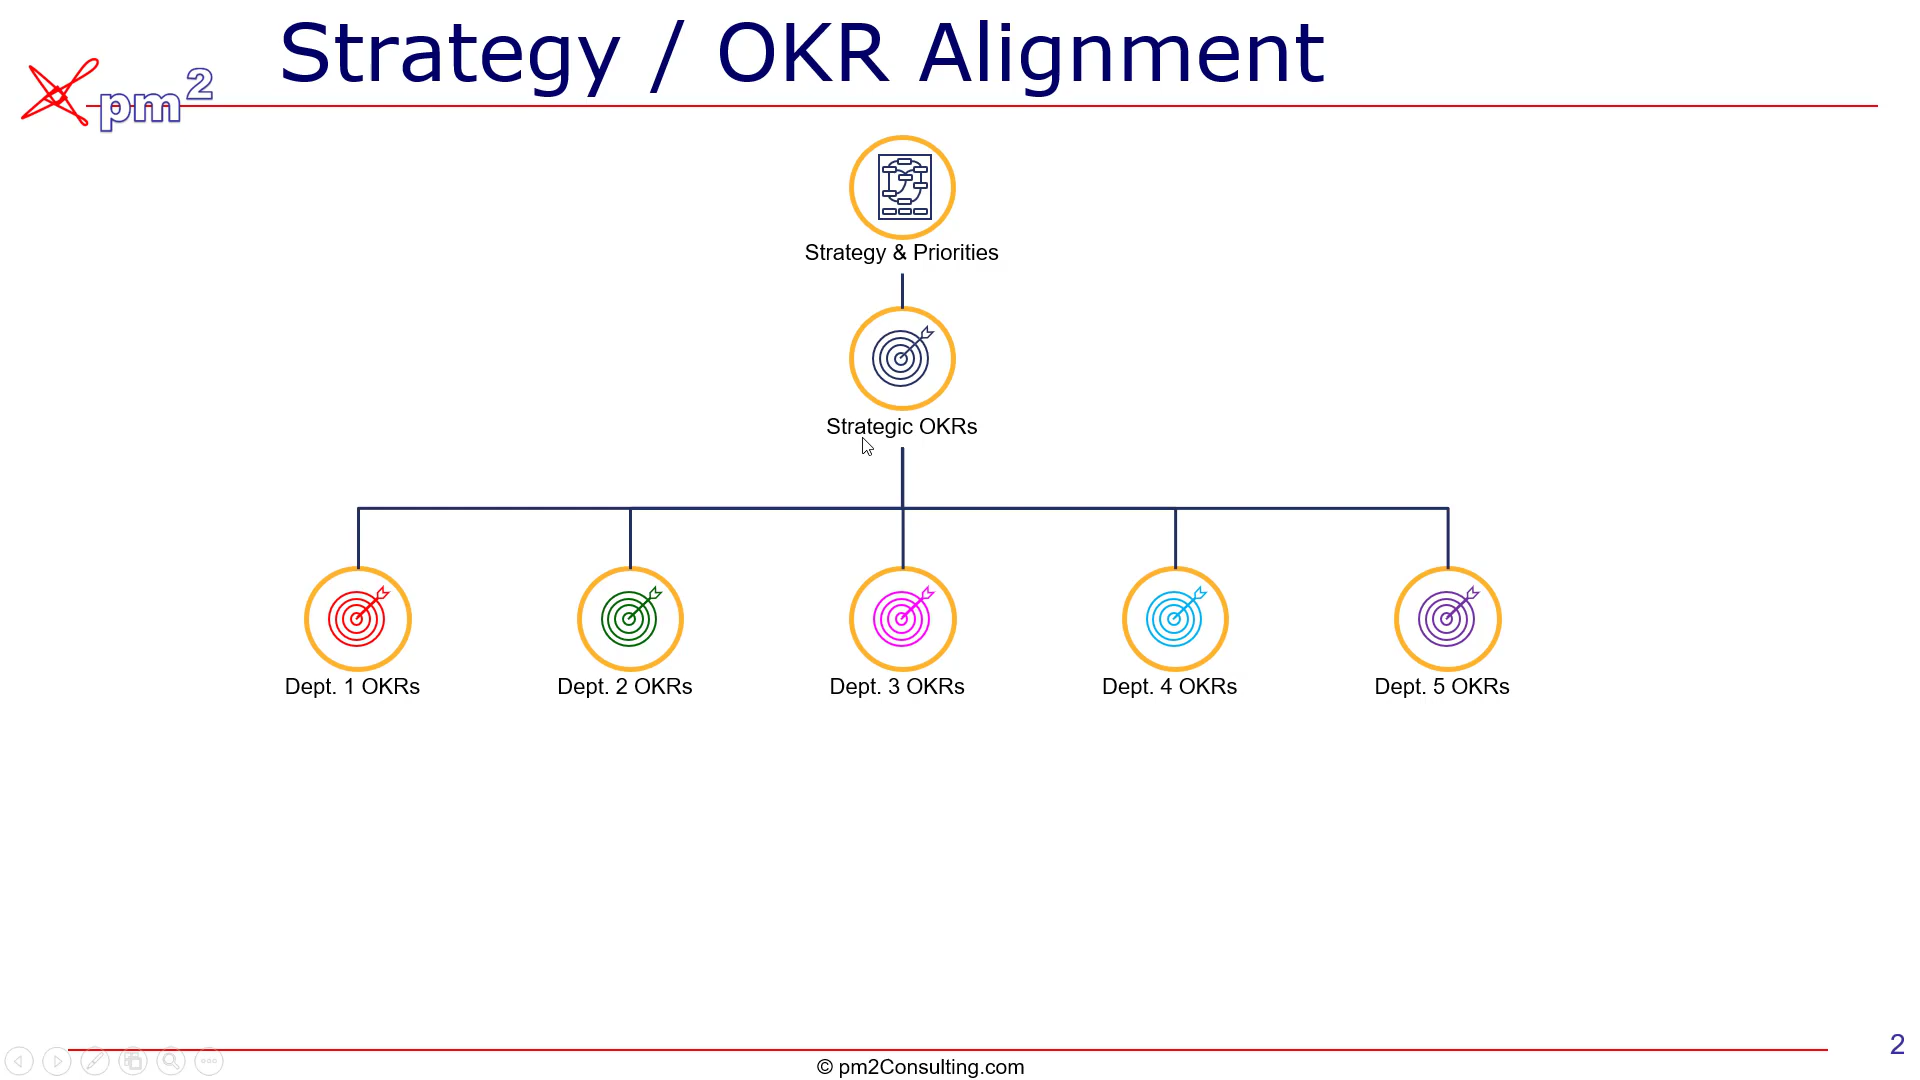 Strategy / OKR Alignment
pm²
Strategy & Priorities
Strategic OKRs
Dept. 1 OKRs
Dept. 2 OKRs
Dept. 3 OKRs
Dept. 4 OKRs
Dept. 5 OKRs
2
© pm2Consulting.com